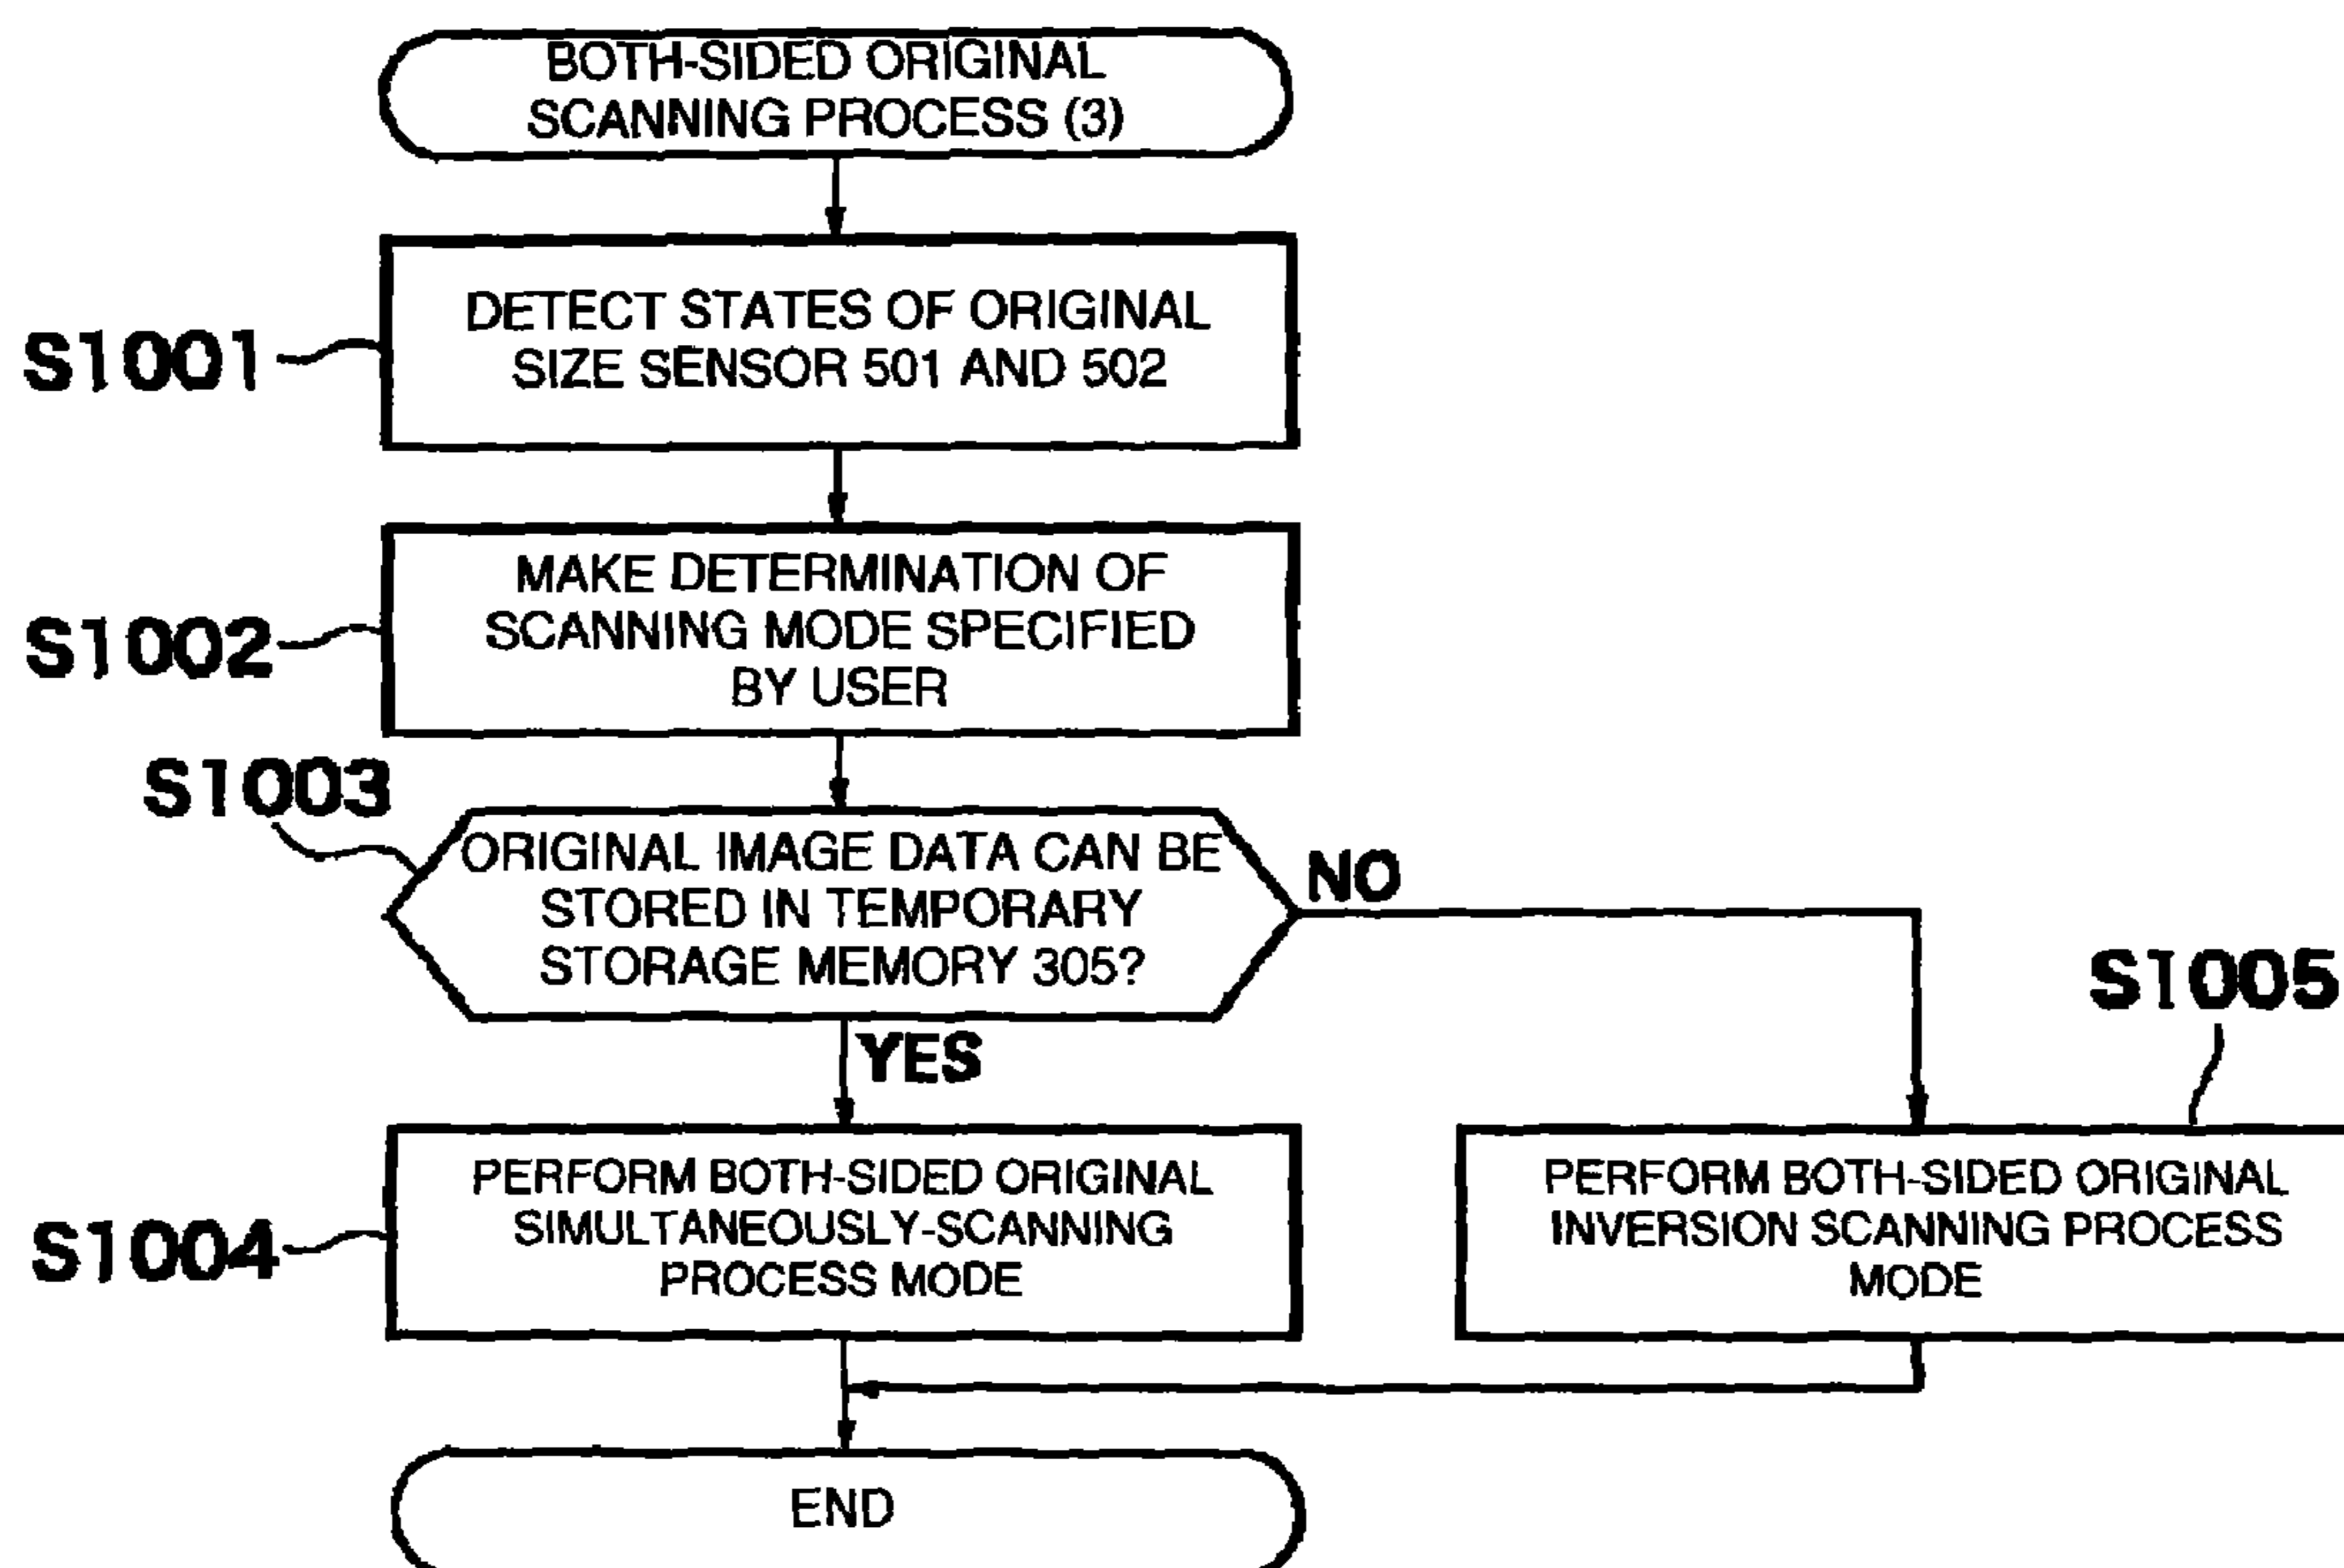 BOTH-SIDED ORIGINAL
SCANNING PROCESS (3)
S1001
DETECT STATES OF ORIGINAL
SIZE SENSOR 501 AND 502
S1002
MAKE DETERMINATION OF
SCANNING MODE SPECIFIED
BY USER
S1003
ORIGINAL IMAGE DATA CAN BE
STORED IN TEMPORARY
STORAGE MEMORY 305?
NO
YES
S1004
PERFORM BOTH-SIDED ORIGINAL
SIMULTANEOUSLY-SCANNING
PROCESS MODE
S1005
PERFORM BOTH-SIDED ORIGINAL
INVERSION SCANNING PROCESS
MODE
END